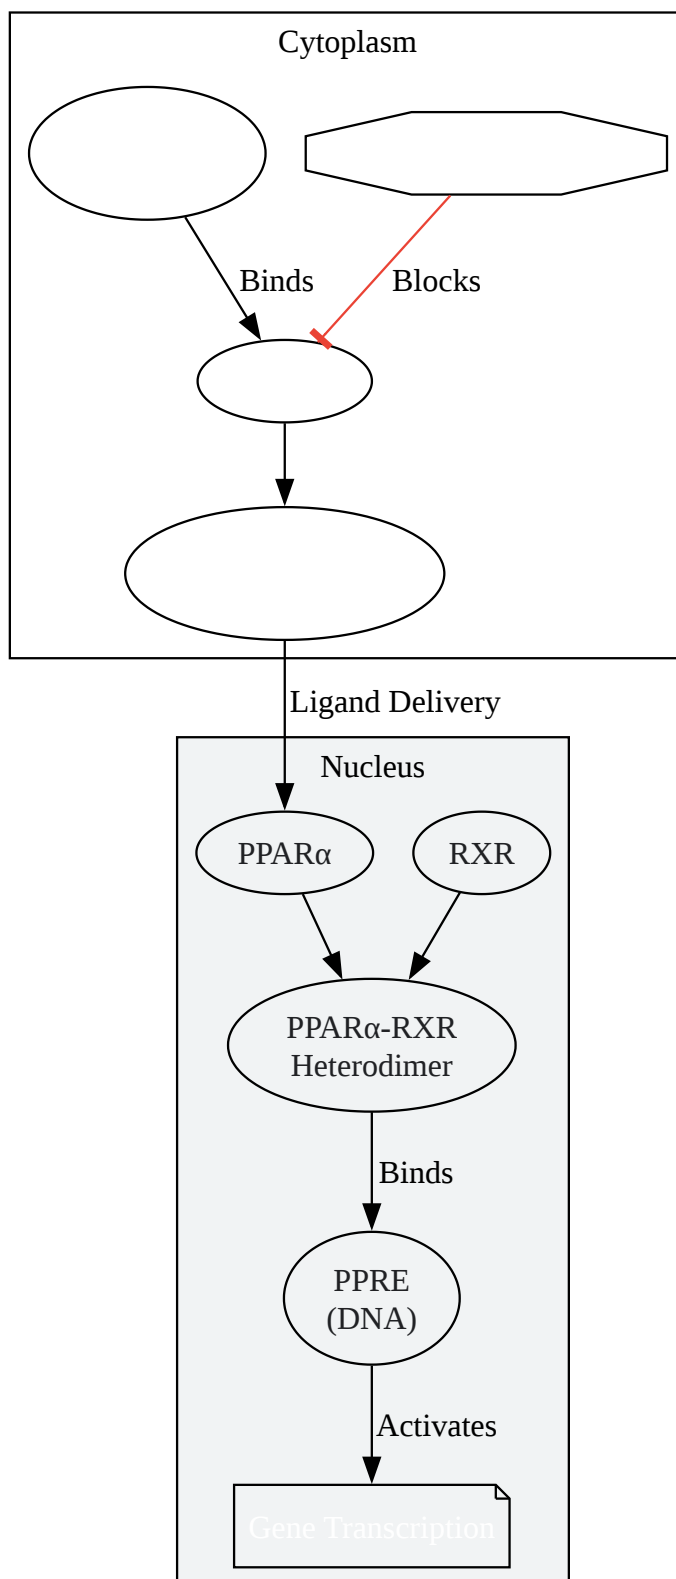 Cytoplasm
Binds
Blocks
Ligand Delivery
Nucleus
PPARα
RXR
PPARα-RXR
Heterodimer
Binds
PPRE
(DNA)
Activates
Gene Transcription